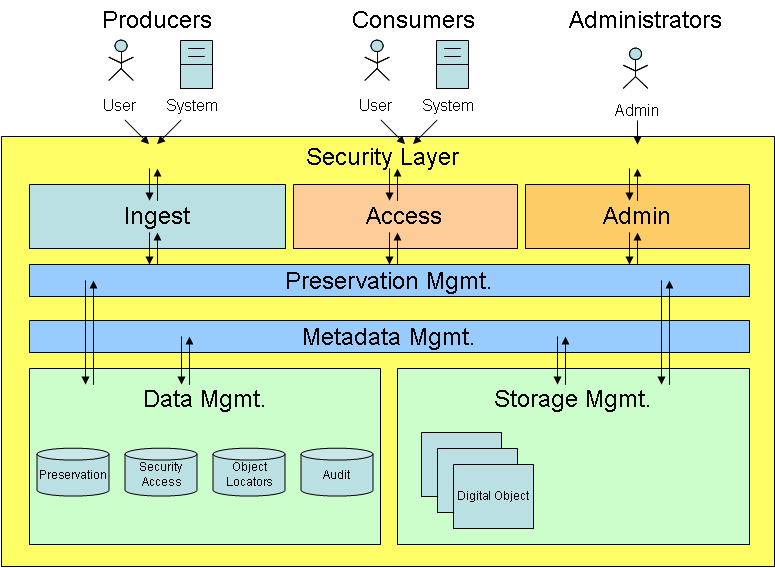 Producers
Consumers
Administrators
User
System
User
System
Admin
Security Layer
Ingest
Access
Admin
Preservation Mgmt.
Metadata Mgmt.
Data Mgmt.
Storage Mgmt.
Preservation
Security
Access
Object
Locators
Audit
Digital Object